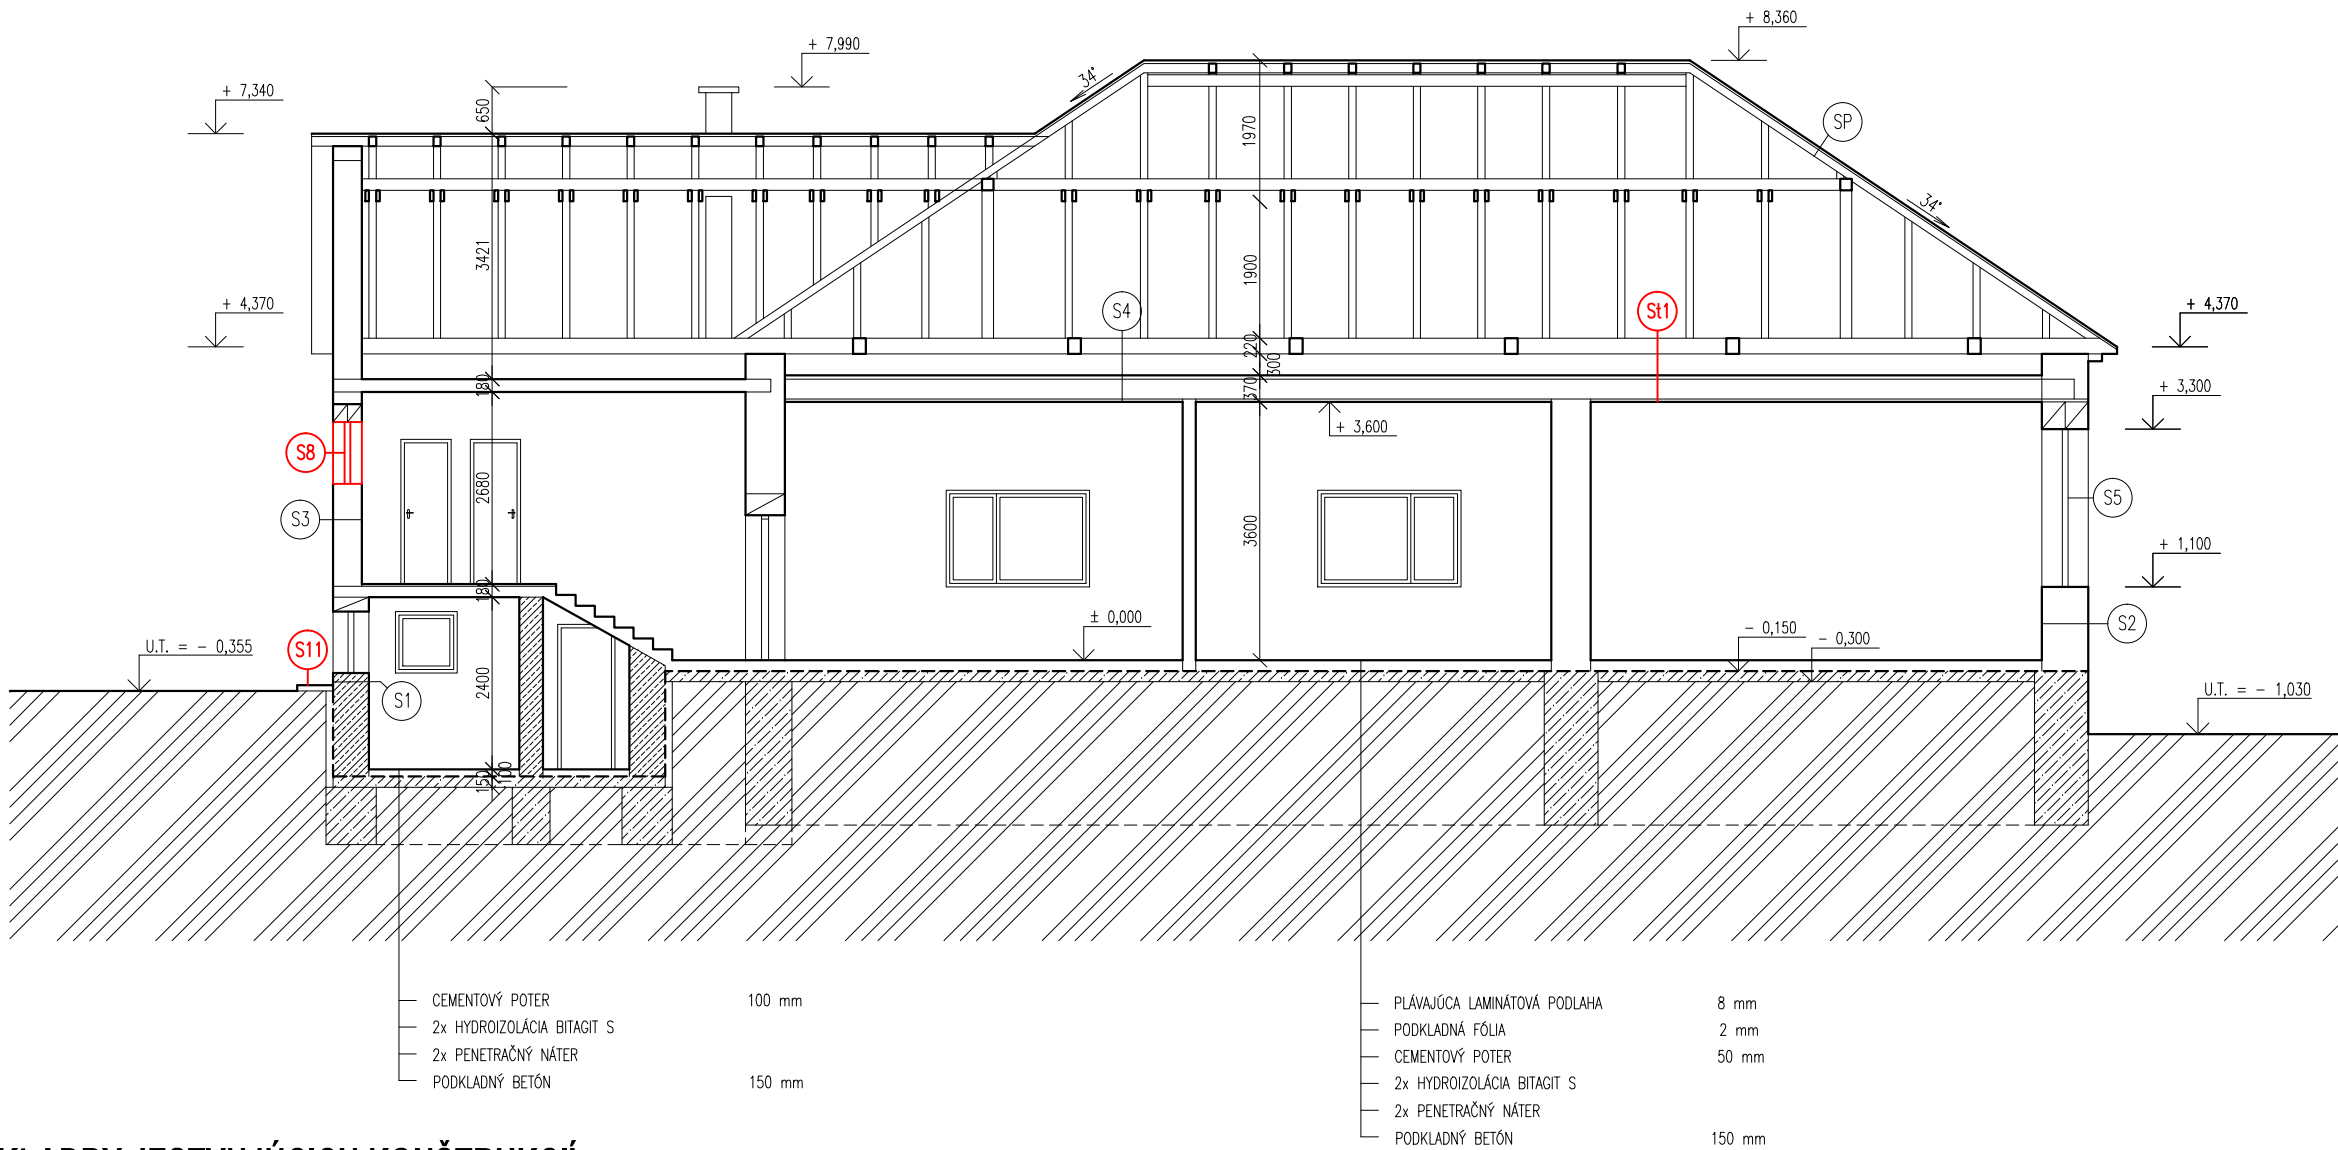 + 8,360
+ 7,990
+ 7,340
34°
650
1970
SP
34°
3421
1900
+ 4,370
S4
St1
+ 4,370
220
300
180
370
+ 3,300
+ 3,600
S8
2680
S3
3600
S5
+ 1,100
180
± 0,000
- 0,150
- 0,300
S2
U.T. = - 0,355
S11
2400
S1
U.T. = - 1,030
150
100
CEMENTOVÝ POTER 100 mm
2x HYDROIZOLÁCIA BITAGIT S
2x PENETRAČNÝ NÁTER
PODKLADNÝ BETÓN 150 mm
PLÁVAJÚCA LAMINÁTOVÁ PODLAHA 8 mm
PODKLADNÁ FÓLIA 2 mm
CEMENTOVÝ POTER 50 mm
2x HYDROIZOLÁCIA BITAGIT S
2x PENETRAČNÝ NÁTER
PODKLADNÝ BETÓN 150 mm